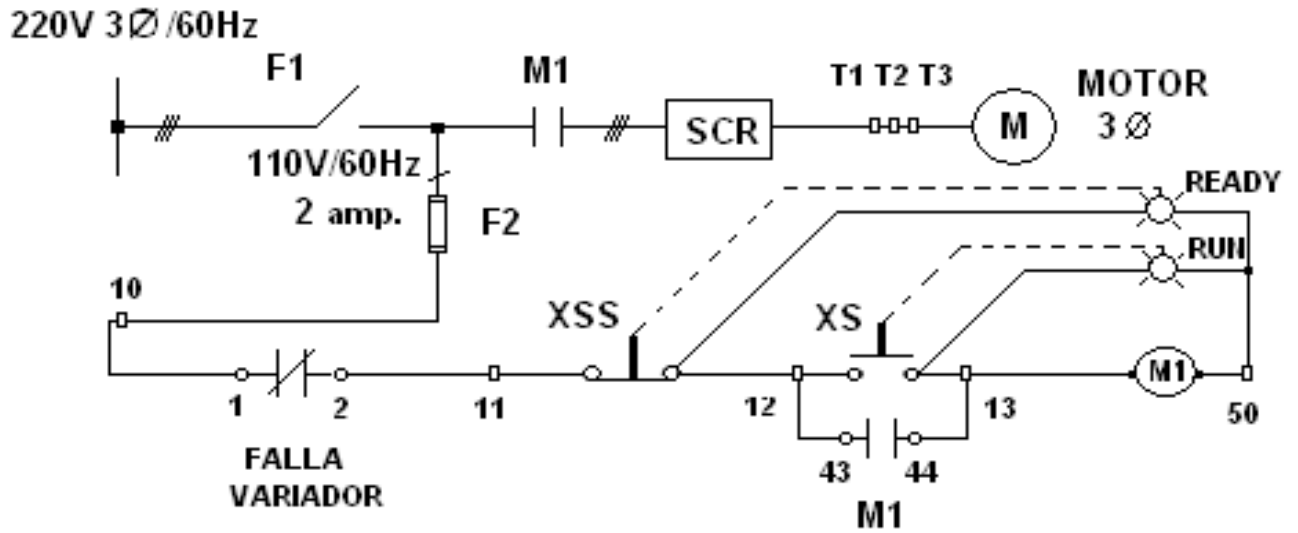 220V 3Ø /60Hz
F1
M1
T1 T2 T3
MOTOR
3 Ø
SCR
M
110V/60Hz
2 amp.
F2
READY
RUN
10
XSS
XS
M1
1
2
11
12
13
50
43
44
FALLA
VARIADOR
M1